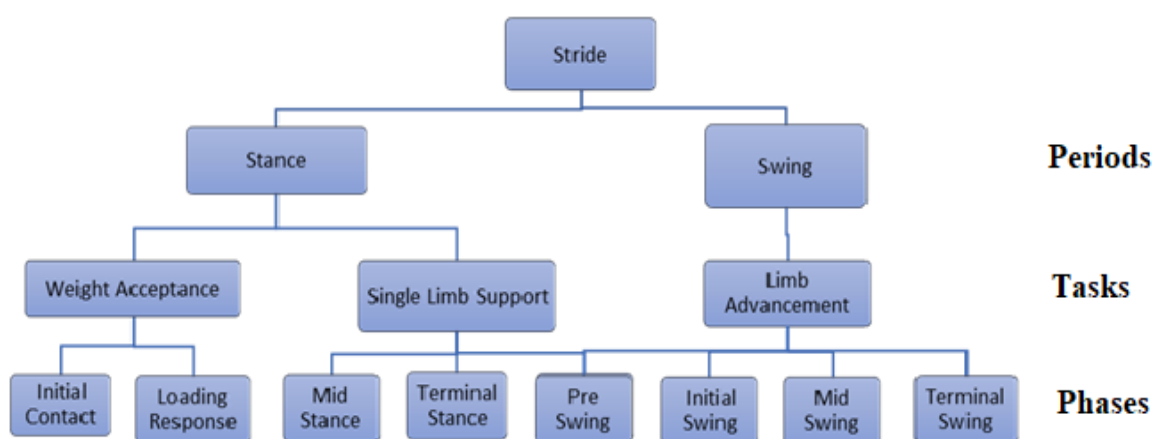 Stride
Stance
Swing
Periods
Weight Acceptance
Single Limb Support
Limb
Advancement
Tasks
Initial
Contact
Loading
Response
Mid
Stance
Terminal
Stance
Pre
Swing
Initial
Swing
Mid
Swing
Terminal
Swing
Phases